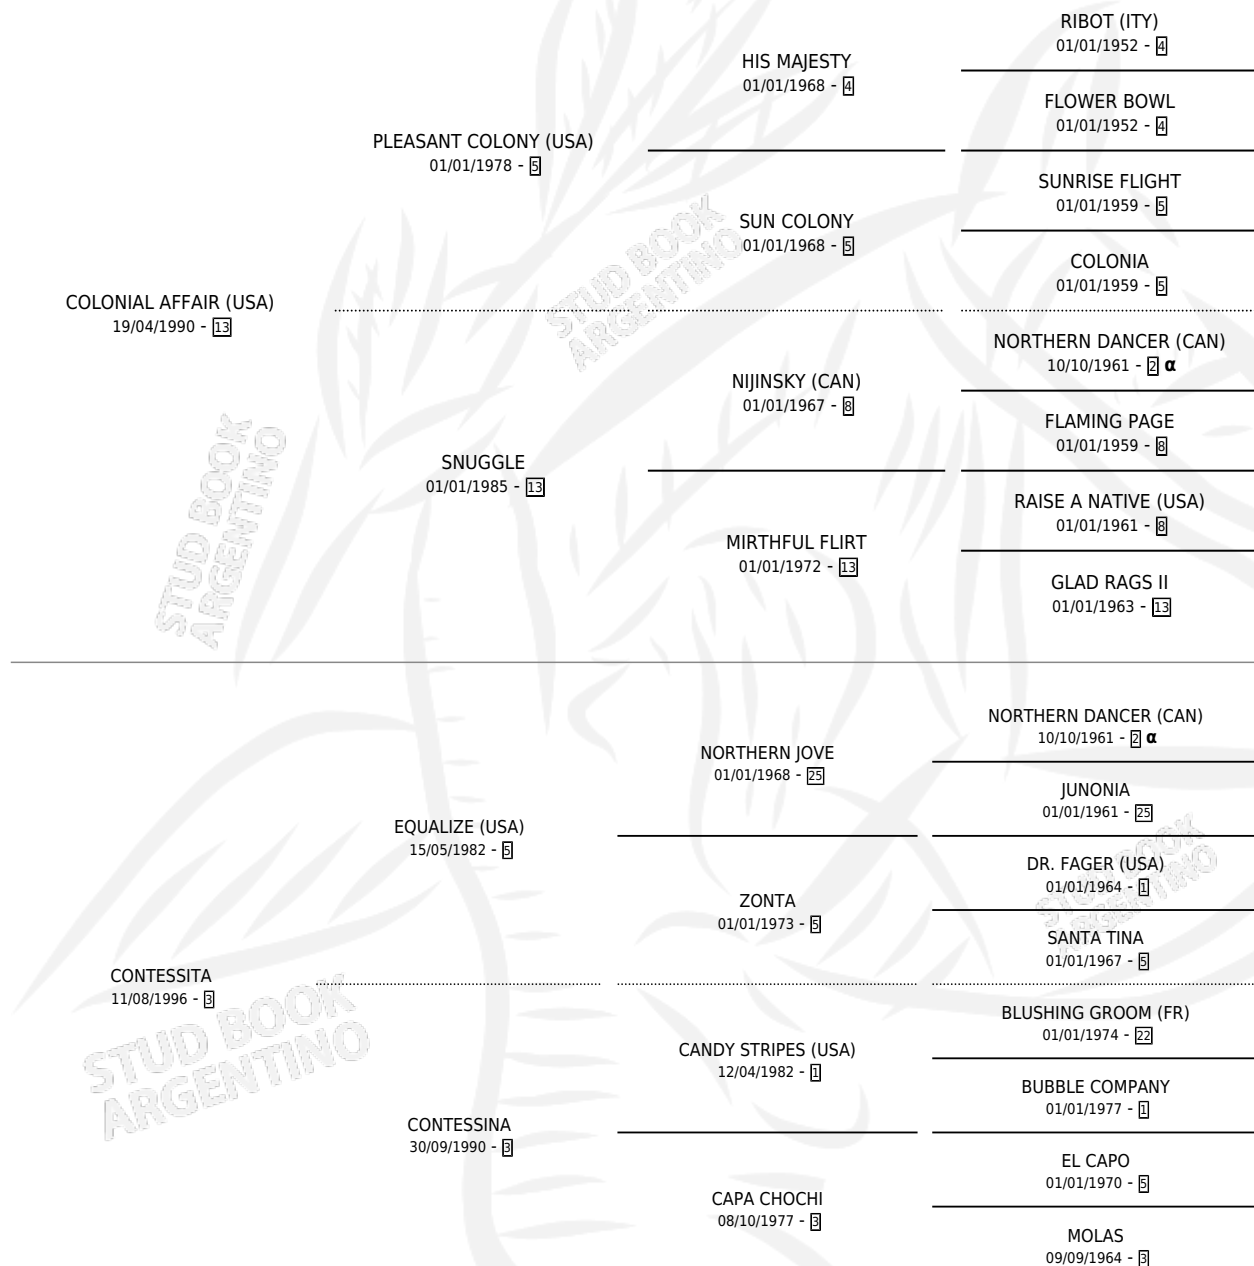 RIBOT (ITY)
01/01/1952 - 4
HIS MAJESTY
01/01/1968 - 4
FLOWER BOWL
01/01/1952 - 4
PLEASANT COLONY (USA)
01/01/1978 - 5
SUNRISE FLIGHT
01/01/1959 - 5
SUN COLONY
01/01/1968 - 5
COLONIA
01/01/1959 - 5
COLONIAL AFFAIR (USA)
19/04/1990 - 13
NORTHERN DANCER (CAN)
10/10/1961 - 2 α
NIJINSKY (CAN)
01/01/1967 - 8
FLAMING PAGE
01/01/1959 - 8
SNUGGLE
01/01/1985 - 13
RAISE A NATIVE (USA)
01/01/1961 - 8
MIRTHFUL FLIRT
01/01/1972 - 13
GLAD RAGS II
01/01/1963 - 13
NORTHERN DANCER (CAN)
10/10/1961 - 2 α
NORTHERN JOVE
01/01/1968 - 25
JUNONIA
01/01/1961 - 25
EQUALIZE (USA)
15/05/1982 - 5
DR. FAGER (USA)
01/01/1964 - 1
ZONTA
01/01/1973 - 5
SANTA TINA
01/01/1967 - 5
CONTESSITA
11/08/1996 - 3
BLUSHING GROOM (FR)
01/01/1974 - 22
CANDY STRIPES (USA)
12/04/1982 - 1
BUBBLE COMPANY
01/01/1977 - 1
CONTESSINA
30/09/1990 - 3
EL CAPO
01/01/1970 - 5
CAPA CHOCHI
08/10/1977 - 3
MOLAS
09/09/1964 - 3
STUD BOOK
ARGENTINO
STUD BOOK
ARGENTINO
STUD BOOK
ARGENTINO
STUD BOOK
ARGENTINO